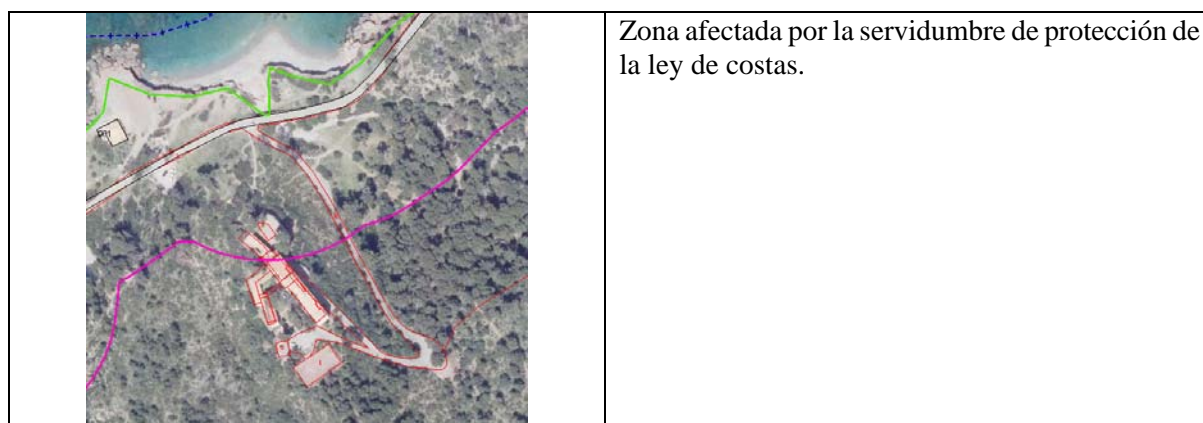 Zona afectada por la servidumbre de protección de
la ley de costas.